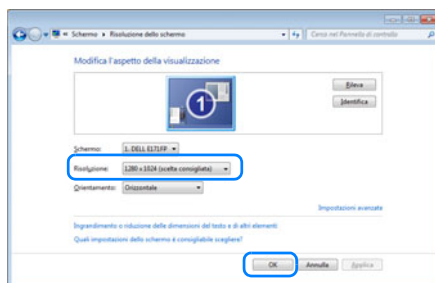 « Schermo ▸ Risoluzione dello schermo
Cerca nel Pannello di controllo
Modifica l'aspetto della visualizzazione
1
Rileva
Identifica
Schermo: 1. DELL E171FP
Risoluzione: 1280 x 1024 (scelta consigliata)
Orientamento: Orizzontale
Impostazioni avanzate
Ingrandimento o riduzione delle dimensioni del testo e di altri elementi
Quali impostazioni dello schermo è consigliabile scegliere?
OK Annulla Applica